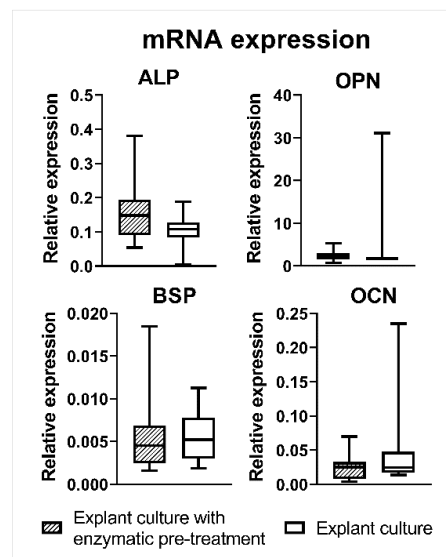 mRNA expression
ALP
OPN
Relative expression
0.5
0.4
0.3
0.2
0.1
0.0
Relative expression
40
30
20
10
0
BSP
OCN
Relative expression
0.020
0.015
0.010
0.005
0.000
Relative expression
0.25
0.20
0.15
0.10
0.05
0.00
Explant culture with
enzymatic pre-treatment
Explant culture